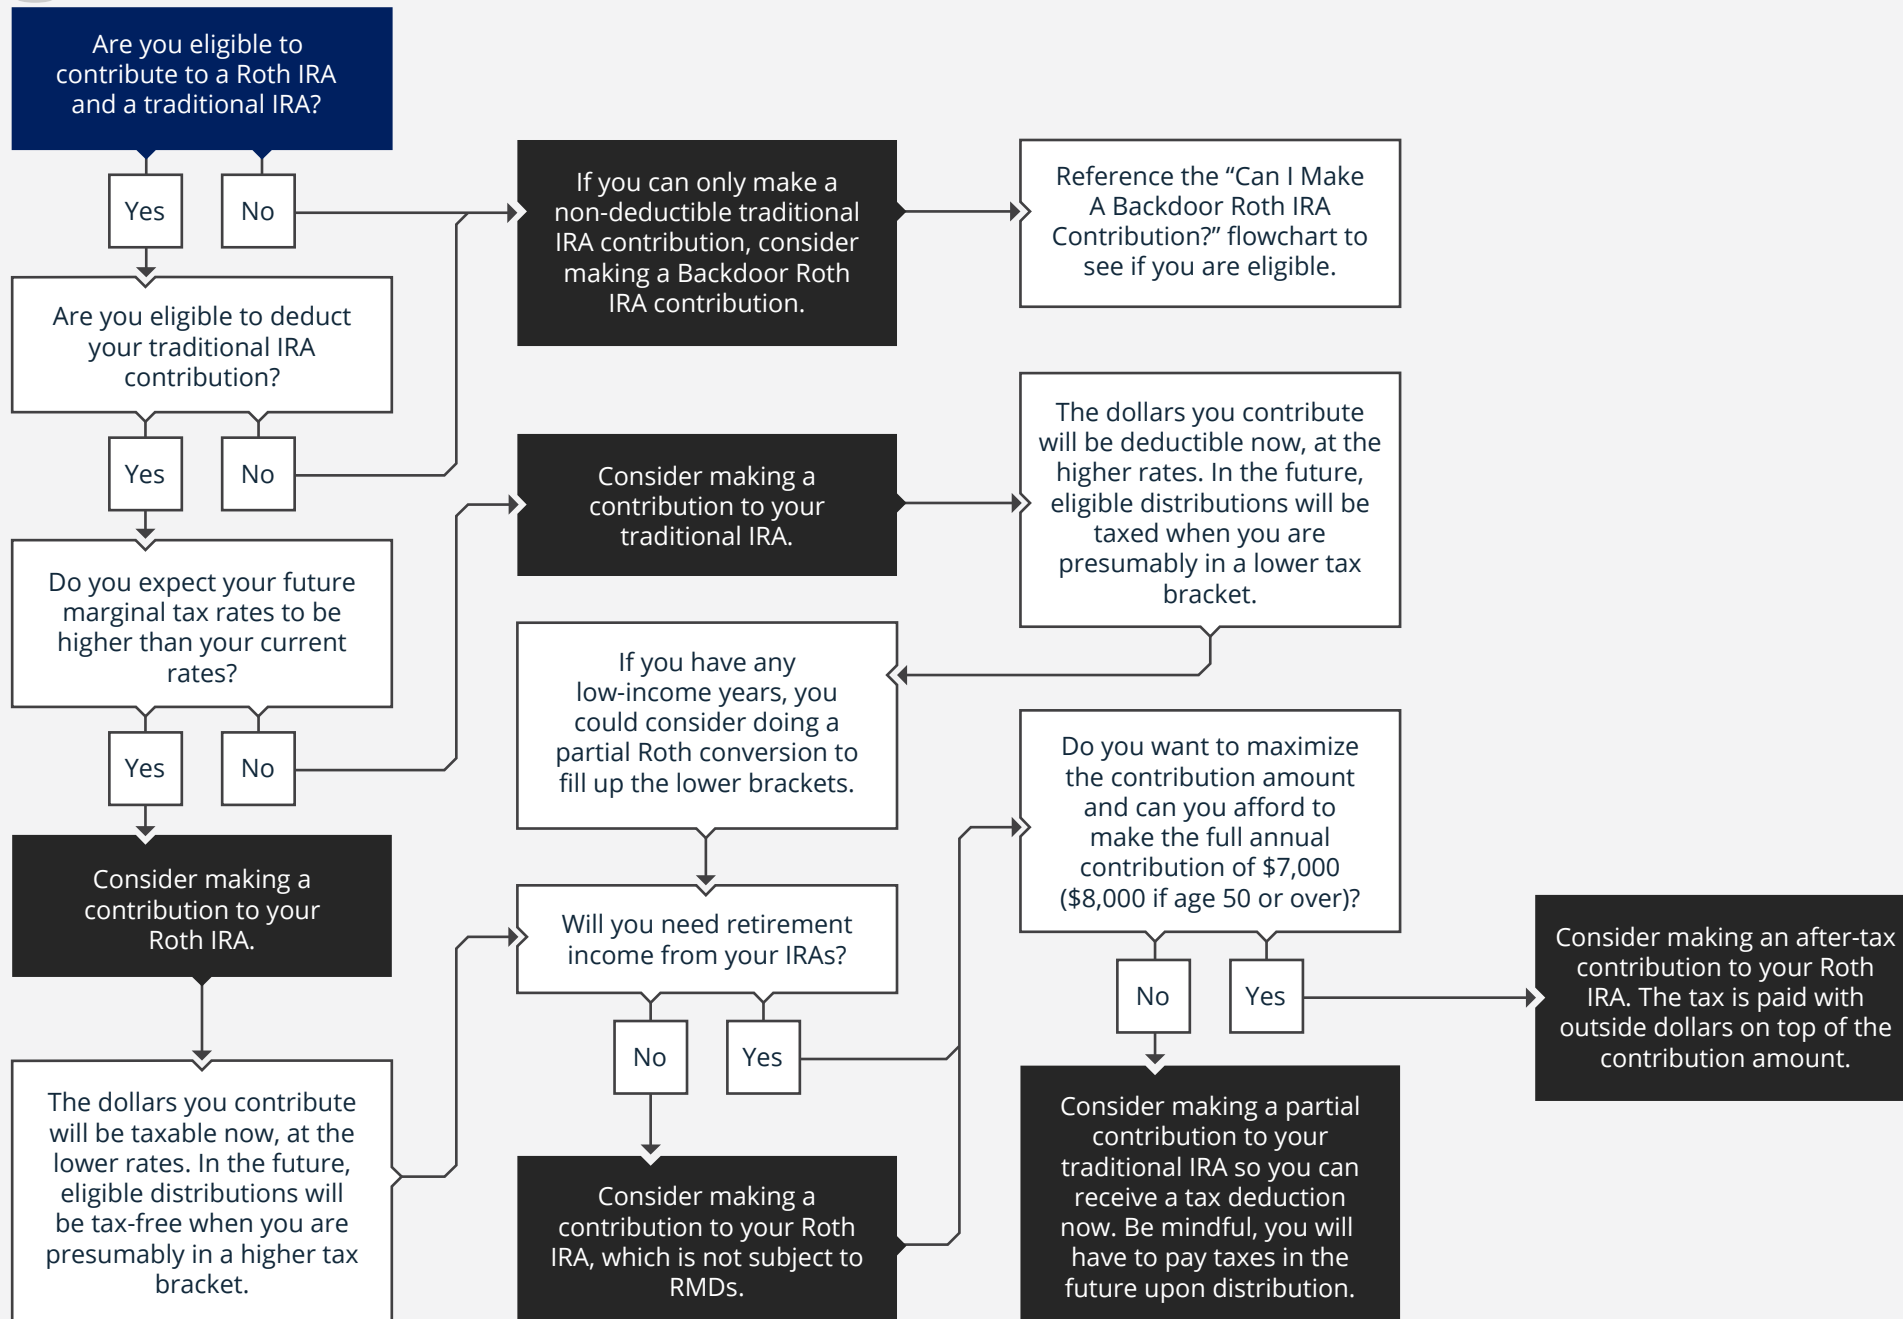 Are you eligible to
contribute to a Roth IRA
and a traditional IRA?
Yes
No
If you can only make a
non-deductible traditional
IRA contribution, consider
making a Backdoor Roth
IRA contribution.
Reference the “Can I Make
A Backdoor Roth IRA
Contribution?” flowchart to
see if you are eligible.
Are you eligible to deduct
your traditional IRA
contribution?
Yes
No
Consider making a
contribution to your
traditional IRA.
The dollars you contribute
will be deductible now, at the
higher rates. In the future,
eligible distributions will be
taxed when you are
presumably in a lower tax
bracket.
Do you expect your future
marginal tax rates to be
higher than your current
rates?
Yes
No
If you have any
low-income years, you
could consider doing a
partial Roth conversion to
fill up the lower brackets.
Do you want to maximize
the contribution amount
and can you afford to
make the full annual
contribution of $7,000
($8,000 if age 50 or over)?
Consider making a
contribution to your
Roth IRA.
Will you need retirement
income from your IRAs?
No
Yes
No
Yes
Consider making an after-tax
contribution to your Roth
IRA. The tax is paid with
outside dollars on top of the
contribution amount.
The dollars you contribute
will be taxable now, at the
lower rates. In the future,
eligible distributions will
be tax-free when you are
presumably in a higher tax
bracket.
Consider making a
contribution to your Roth
IRA, which is not subject to
RMDs.
Consider making a partial
contribution to your
traditional IRA so you can
receive a tax deduction
now. Be mindful, you will
have to pay taxes in the
future upon distribution.